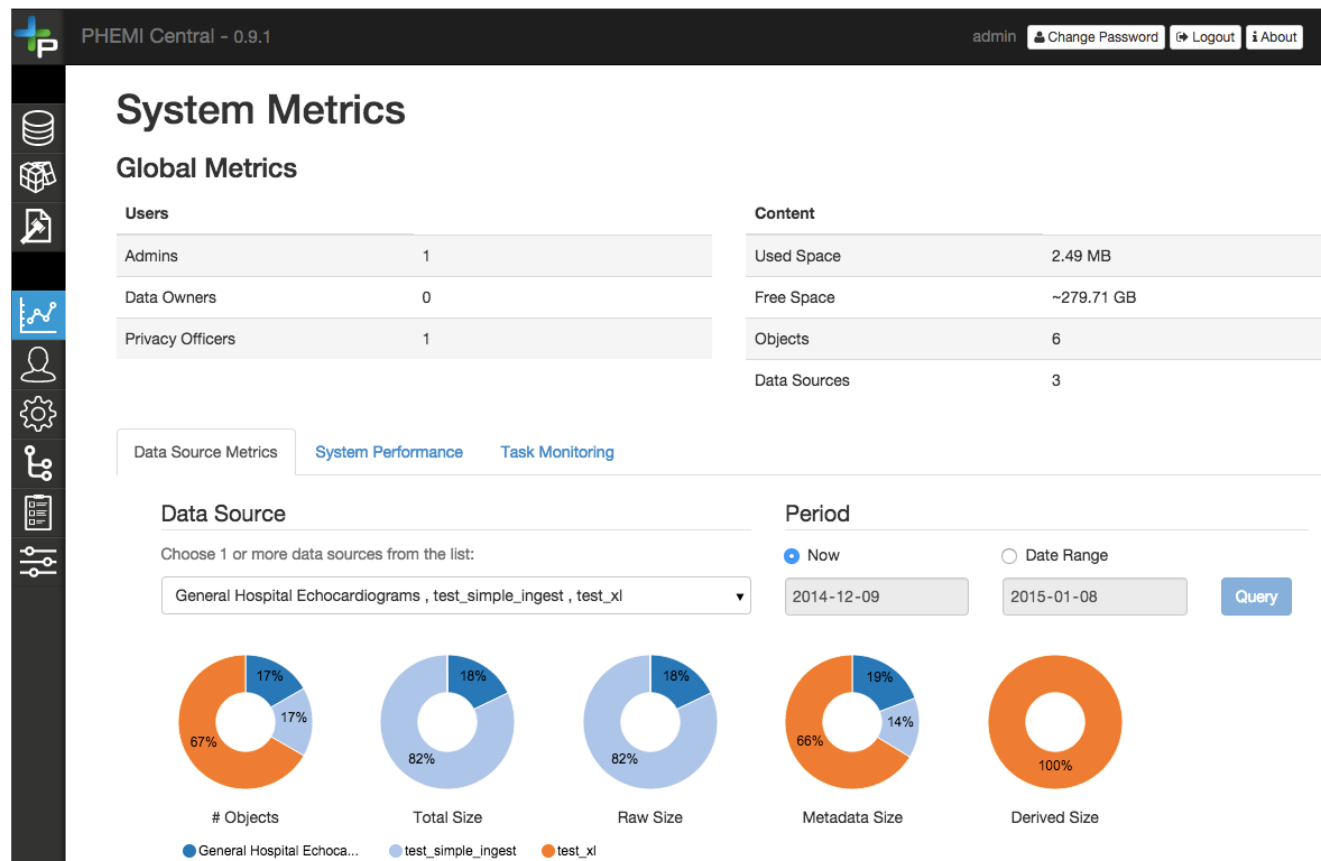 PHEMI Central - 0.9.1 admin Change Password Logout i About
System Metrics
Global Metrics
Users Content
Admins 1 Used Space 2.49 MB
Data Owners 0 Free Space ~279.71 GB
Privacy Officers 1 Objects 6
Data Sources 3
Data Source Metrics System Performance Task Monitoring
Data Source Period
Choose 1 or more data sources from the list: Now Date Range
General Hospital Echocardiograms , test_simple_ingest , test_xl 2014-12-09 2015-01-08 Query
17% 18% 18% 19%
17% 14%
67% 66%
82% 82% 100%
# Objects Total Size Raw Size Metadata Size Derived Size
General Hospital Echoca... test_simple_ingest test_xl